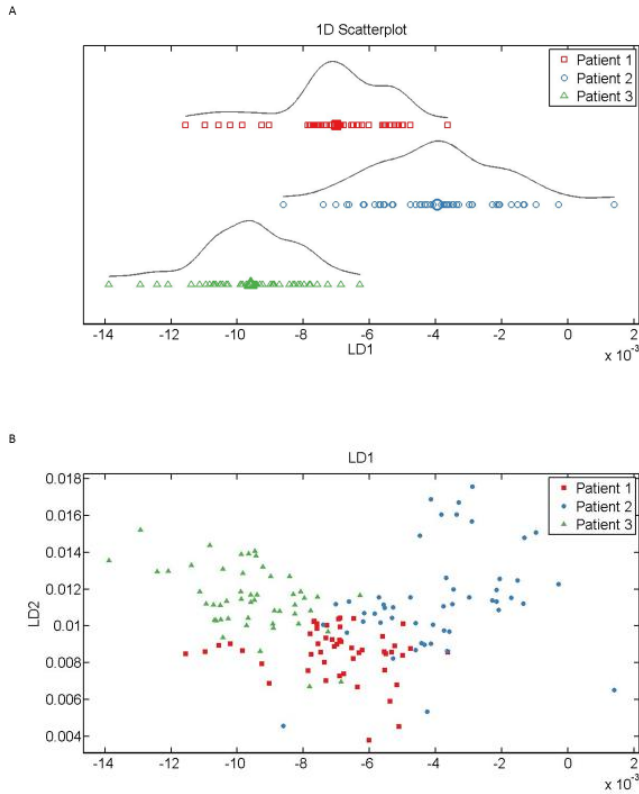 A
1D Scatterplot
Patient 1
Patient 2
Patient 3
-14 -12 -10 -8 -6 -4 -2 0 2
LD1
x 10⁻³
B
LD1
0.018
0.016
0.014
0.012
0.01
0.008
0.006
0.004
LD2
Patient 1
Patient 2
Patient 3
-14 -12 -10 -8 -6 -4 -2 0 2
x 10⁻³